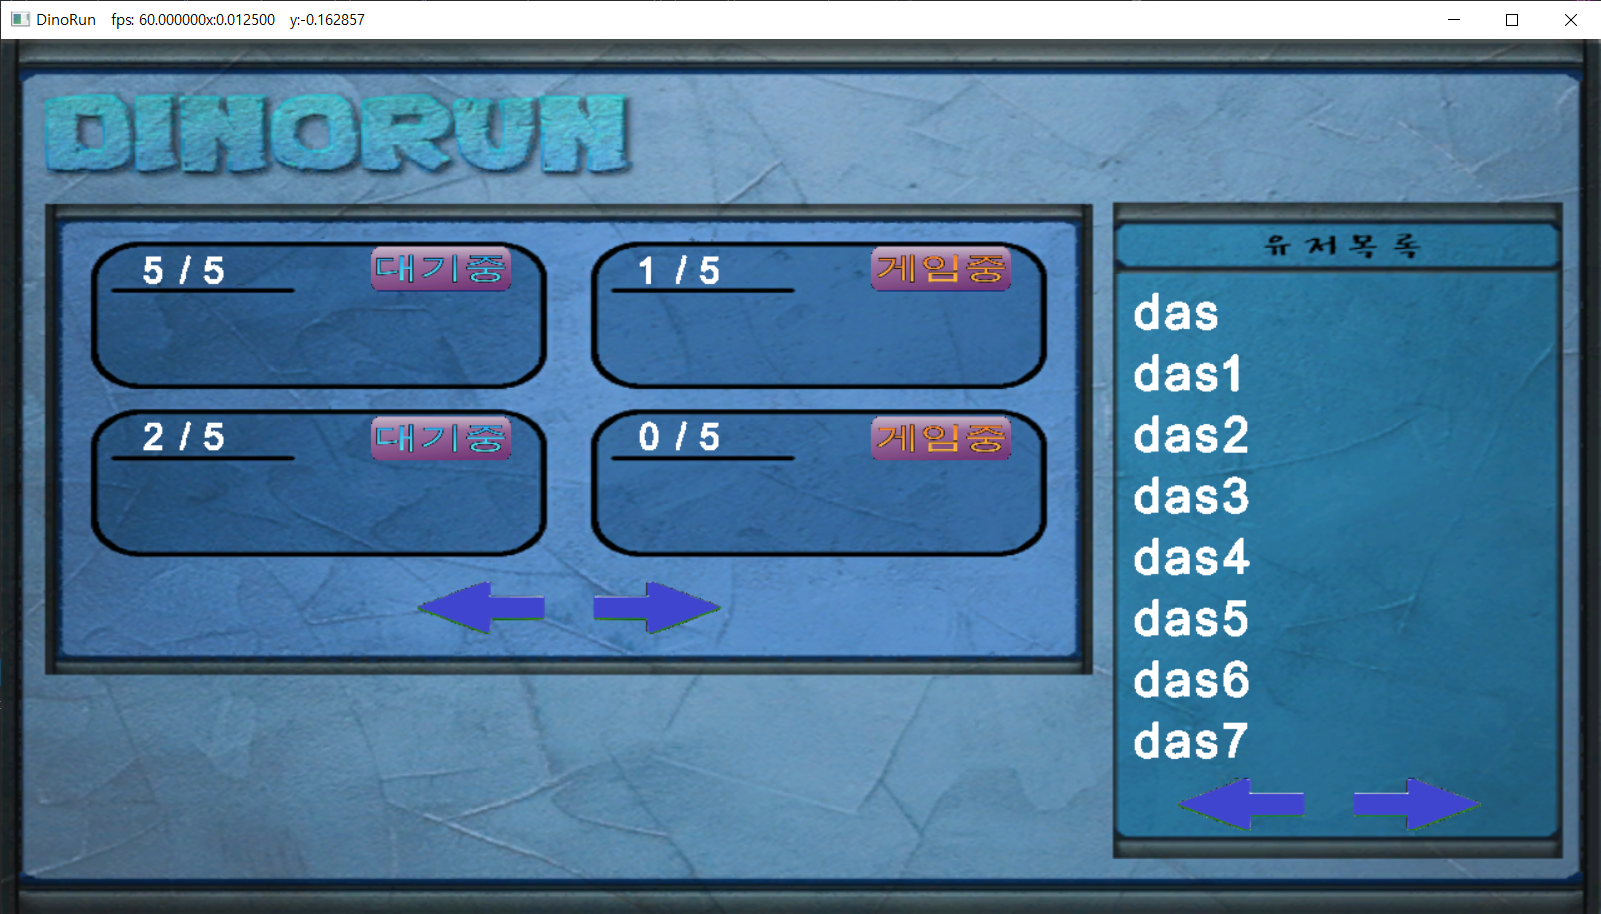 DinoRun fps: 60.000000x:0.012500 y:-0.162857
DINORUN
5 / 5 대기중
1 / 5 게임중
2 / 5 대기중
0 / 5 게임중
유저목록
das
das1
das2
das3
das4
das5
das6
das7